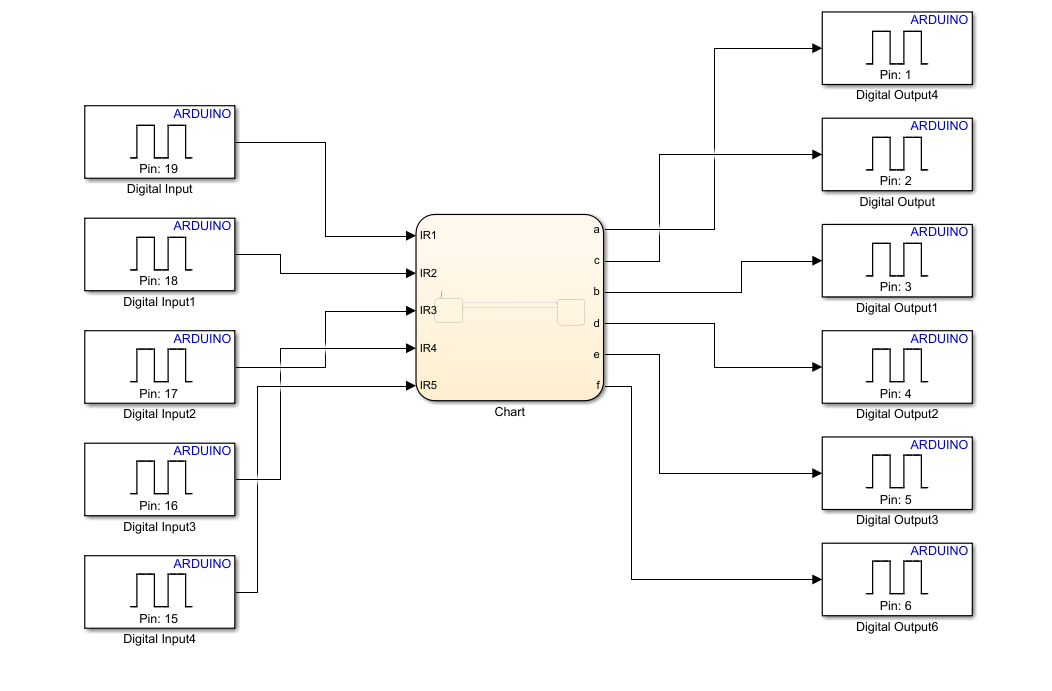 ARDUINO
Pin: 19
Digital Input
ARDUINO
Pin: 18
Digital Input1
ARDUINO
Pin: 17
Digital Input2
ARDUINO
Pin: 16
Digital Input3
ARDUINO
Pin: 15
Digital Input4
IR1
IR2
IR3
IR4
IR5
a
c
b
d
e
f
Chart
ARDUINO
Pin: 1
Digital Output4
ARDUINO
Pin: 2
Digital Output
ARDUINO
Pin: 3
Digital Output1
ARDUINO
Pin: 4
Digital Output2
ARDUINO
Pin: 5
Digital Output3
ARDUINO
Pin: 6
Digital Output6